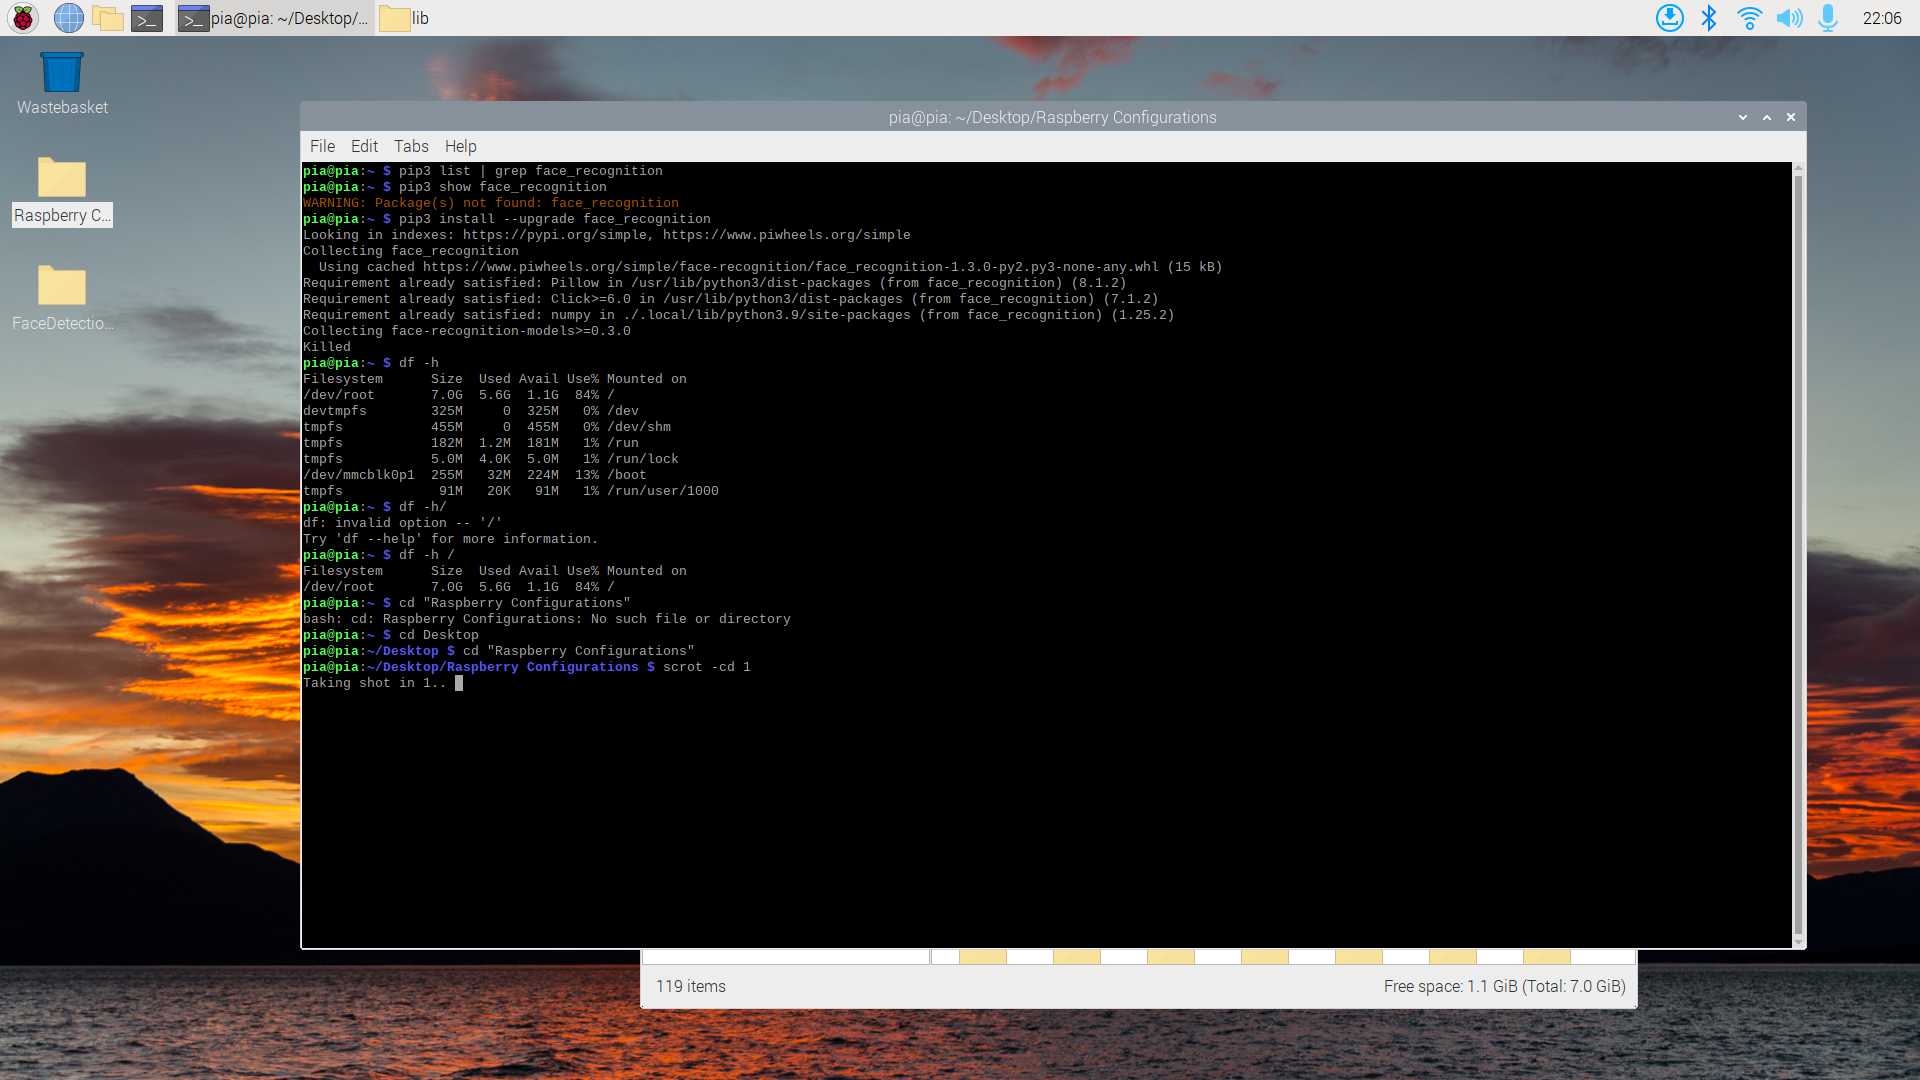 pia@pia: ~/Desktop/... lib 22:06
Wastebasket
Raspberry C...
FaceDetectio...
pia@pia: ~/Desktop/Raspberry Configurations
File Edit Tabs Help
pia@pia:~ $ pip3 list | grep face_recognition
pia@pia:~ $ pip3 show face_recognition
WARNING: Package(s) not found: face_recognition
pia@pia:~ $ pip3 install --upgrade face_recognition
Looking in indexes: https://pypi.org/simple, https://www.piwheels.org/simple
Collecting face_recognition
  Using cached https://www.piwheels.org/simple/face-recognition/face_recognition-1.3.0-py2.py3-none-any.whl (15 kB)
Requirement already satisfied: Pillow in /usr/lib/python3/dist-packages (from face_recognition) (8.1.2)
Requirement already satisfied: Click>=6.0 in /usr/lib/python3/dist-packages (from face_recognition) (7.1.2)
Requirement already satisfied: numpy in ./.local/lib/python3.9/site-packages (from face_recognition) (1.25.2)
Collecting face-recognition-models>=0.3.0
Killed
pia@pia:~ $ df -h
Filesystem      Size  Used Avail Use% Mounted on
/dev/root       7.0G  5.6G  1.1G  84% /
devtmpfs        325M     0  325M   0% /dev
tmpfs           455M     0  455M   0% /dev/shm
tmpfs           182M  1.2M  181M   1% /run
tmpfs           5.0M  4.0K  5.0M   1% /run/lock
/dev/mmcblk0p1  255M   32M  224M  13% /boot
tmpfs            91M   20K   91M   1% /run/user/1000
pia@pia:~ $ df -h/
df: invalid option -- '/'
Try 'df --help' for more information.
pia@pia:~ $ df -h /
Filesystem      Size  Used Avail Use% Mounted on
/dev/root       7.0G  5.6G  1.1G  84% /
pia@pia:~ $ cd "Raspberry Configurations"
bash: cd: Raspberry Configurations: No such file or directory
pia@pia:~ $ cd Desktop
pia@pia:~/Desktop $ cd "Raspberry Configurations"
pia@pia:~/Desktop/Raspberry Configurations $ scrot -cd 1
Taking shot in 1..
119 items Free space: 1.1 GiB (Total: 7.0 GiB)